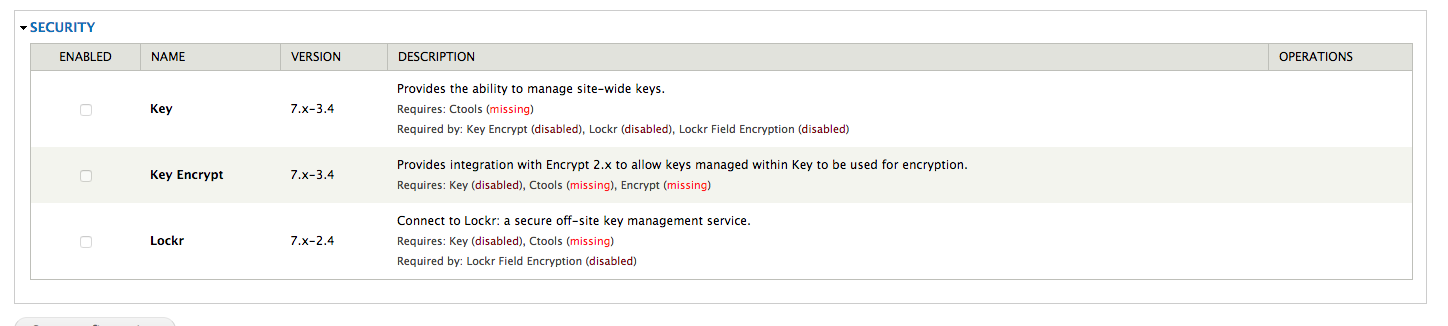 SECURITY
ENABLED NAME VERSION DESCRIPTION OPERATIONS
Provides the ability to manage site-wide keys.
Key 7.x-3.4 Requires: Ctools (missing)
Required by: Key Encrypt (disabled), Lockr (disabled), Lockr Field Encryption (disabled)
Provides integration with Encrypt 2.x to allow keys managed within Key to be used for encryption.
Key Encrypt 7.x-3.4
Requires: Key (disabled), Ctools (missing), Encrypt (missing)
Connect to Lockr: a secure off-site key management service.
Lockr 7.x-2.4 Requires: Key (disabled), Ctools (missing)
Required by: Lockr Field Encryption (disabled)